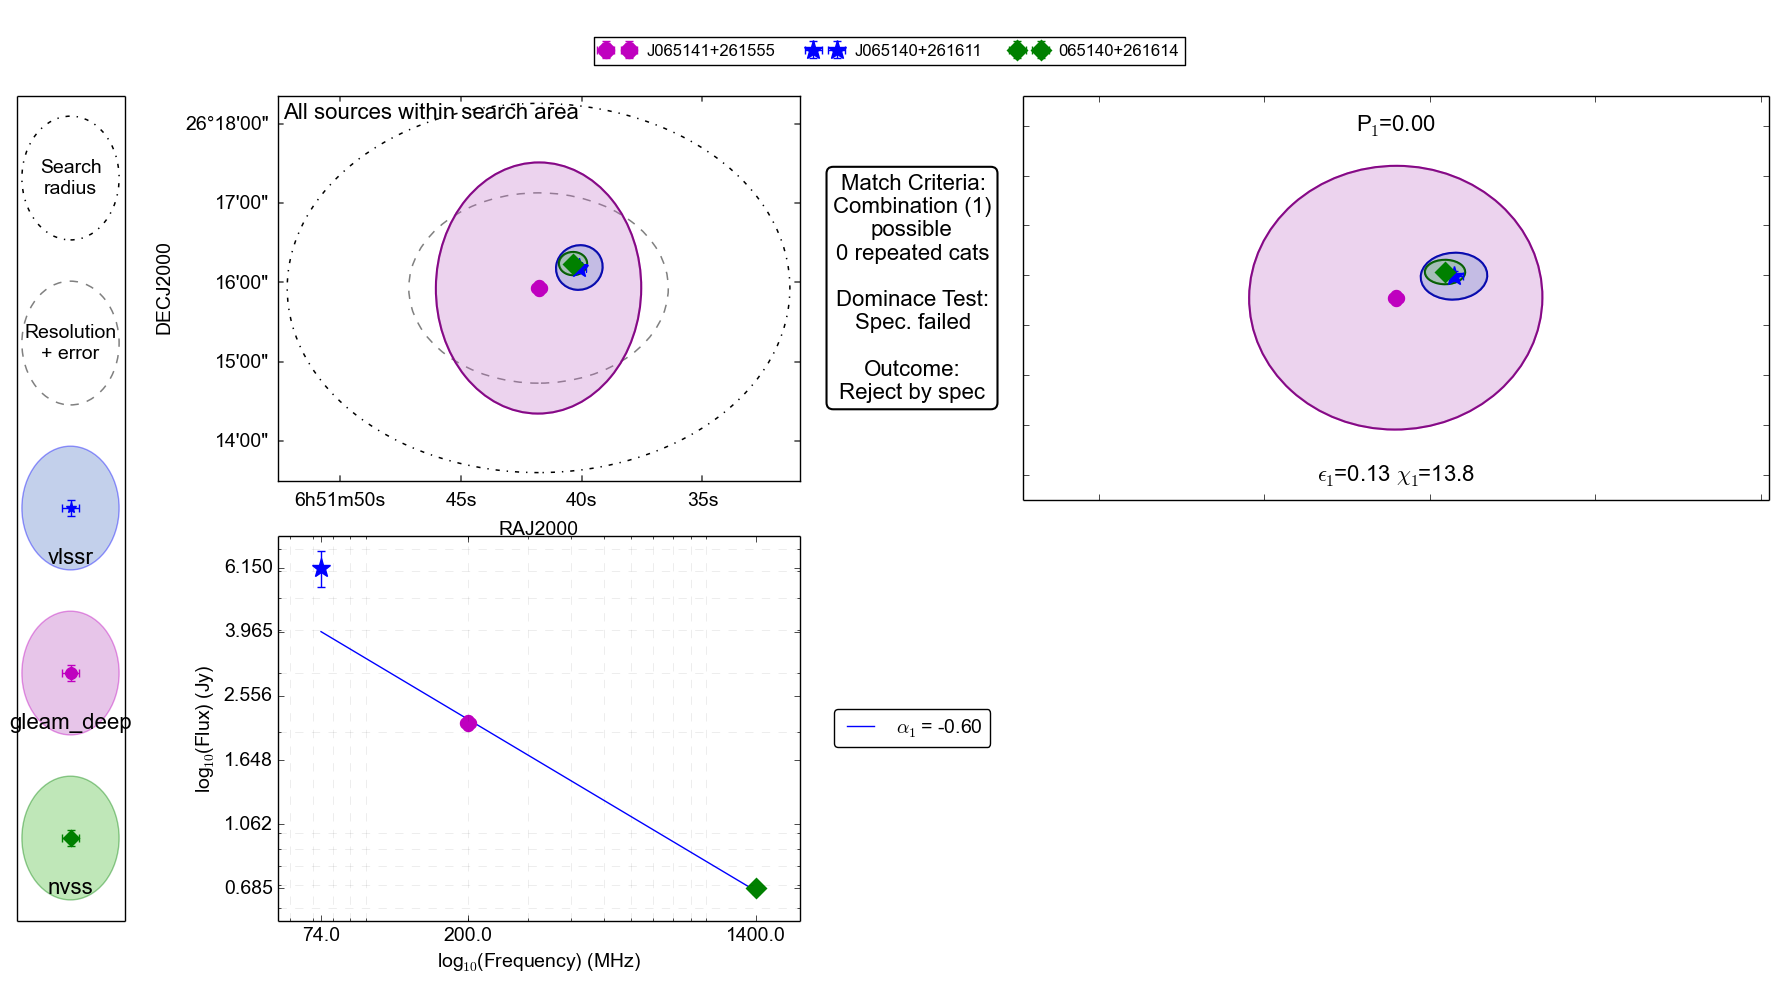 J065141+261555
J065140+261611
065140+261614
Search
radius
Resolution
+ error
vlssr
gleam_deep
nvss
All sources within search area
26°18'00"
17'00"
16'00"
15'00"
14'00"
DECJ2000
6h51m50s
45s
40s
35s
RAJ2000
Match Criteria:
Combination (1)
possible
0 repeated cats
Dominace Test:
Spec. failed
Outcome:
Reject by spec
P₁=0.00
ϵ₁=0.13 χ₁=13.8
6.150
3.965
2.556
1.648
1.062
0.685
log₁₀(Flux) (Jy)
74.0
200.0
1400.0
log₁₀(Frequency) (MHz)
α₁ = -0.60